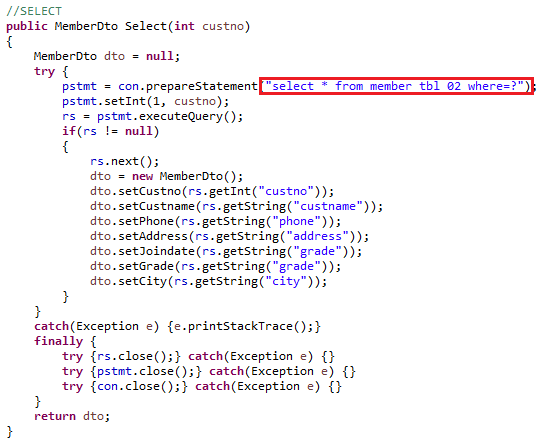 //SELECT
public MemberDto Select(int custno)
{
    MemberDto dto = null;
    try {
        pstmt = con.prepareStatement("select * from member tbl 02 where=?");
        pstmt.setInt(1, custno);
        rs = pstmt.executeQuery();
        if(rs != null)
        {
            rs.next();
            dto = new MemberDto();
            dto.setCustno(rs.getInt("custno"));
            dto.setCustname(rs.getString("custname"));
            dto.setPhone(rs.getString("phone"));
            dto.setAddress(rs.getString("address"));
            dto.setJoindate(rs.getString("grade"));
            dto.setGrade(rs.getString("grade"));
            dto.setCity(rs.getString("city"));
        }
    }
    catch(Exception e) {e.printStackTrace();}
    finally {
        try {rs.close();} catch(Exception e) {}
        try {pstmt.close();} catch(Exception e) {}
        try {con.close();} catch(Exception e) {}
    }
    return dto;
}